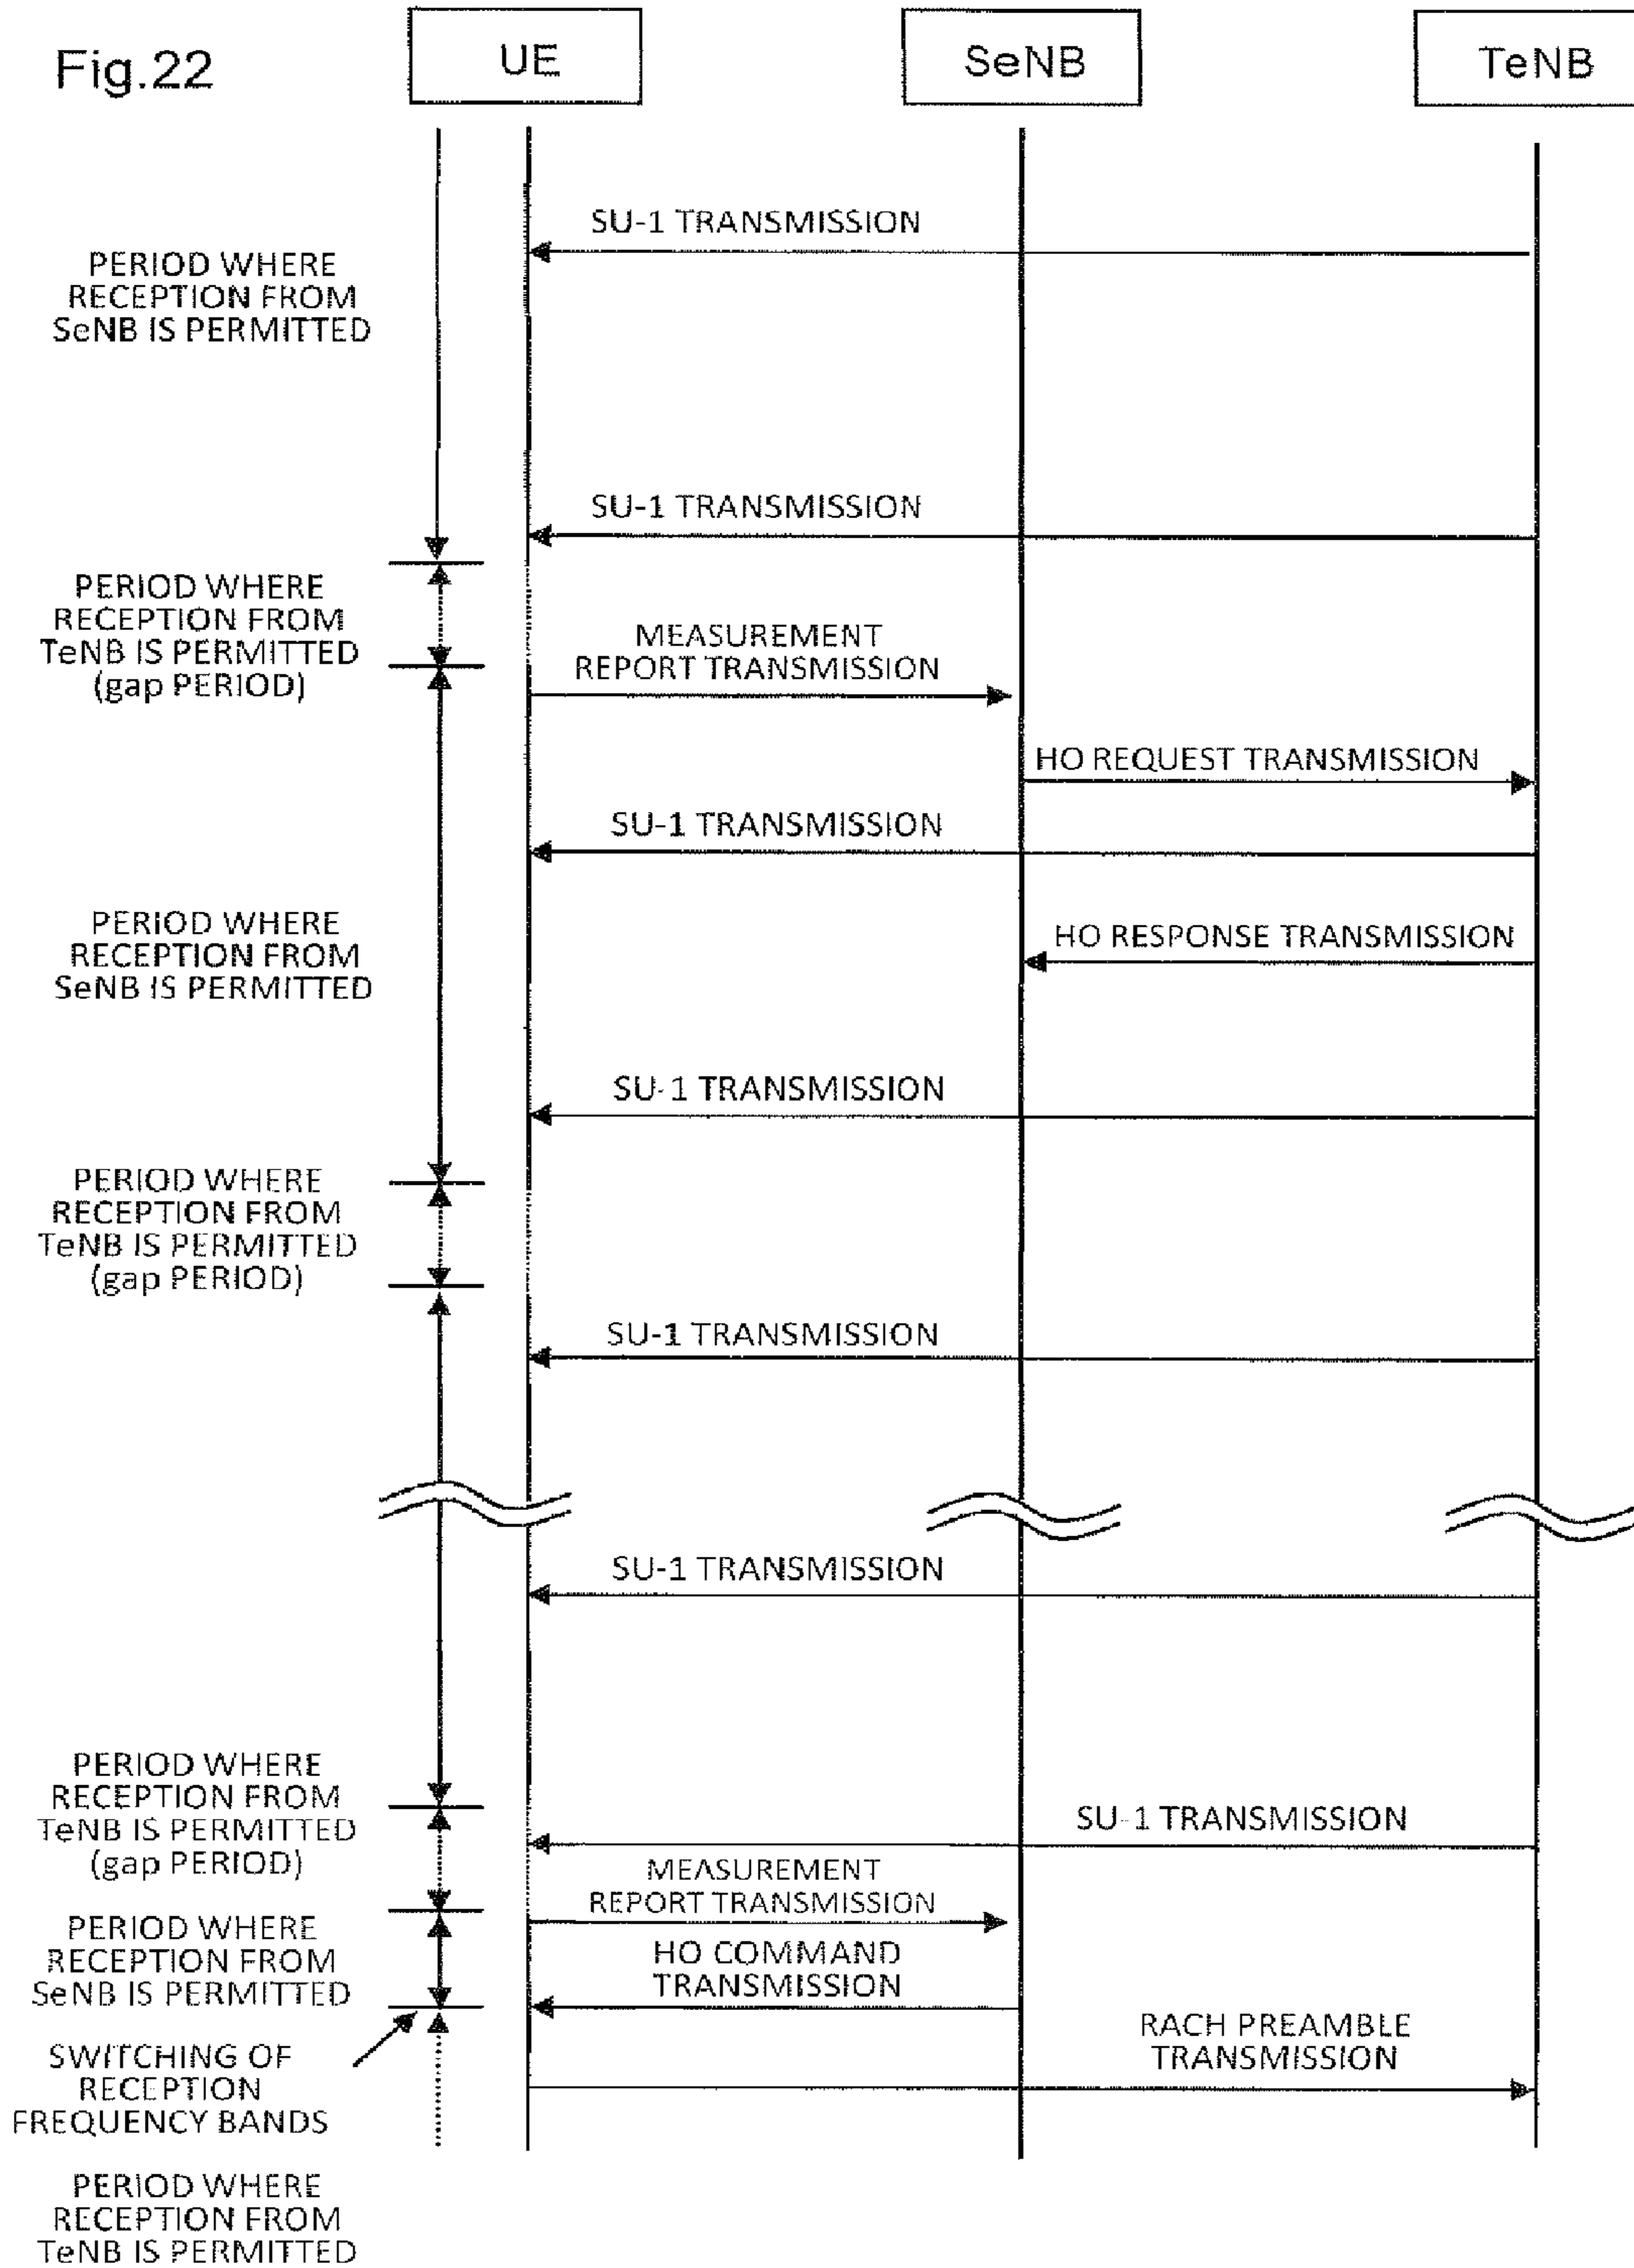 Fig.22
UE
SeNB
TeNB
SU-1 TRANSMISSION
PERIOD WHERE
RECEPTION FROM
SeNB IS PERMITTED
SU-1 TRANSMISSION
PERIOD WHERE
RECEPTION FROM
TeNB IS PERMITTED
(gap PERIOD)
MEASUREMENT
REPORT TRANSMISSION
HO REQUEST TRANSMISSION
SU-1 TRANSMISSION
PERIOD WHERE
RECEPTION FROM
SeNB IS PERMITTED
HO RESPONSE TRANSMISSION
SU-1 TRANSMISSION
PERIOD WHERE
RECEPTION FROM
TeNB IS PERMITTED
(gap PERIOD)
SU-1 TRANSMISSION
SU-1 TRANSMISSION
PERIOD WHERE
RECEPTION FROM
TeNB IS PERMITTED
(gap PERIOD)
SU-1 TRANSMISSION
MEASUREMENT
REPORT TRANSMISSION
PERIOD WHERE
RECEPTION FROM
SeNB IS PERMITTED
HO COMMAND
TRANSMISSION
SWITCHING OF
RECEPTION
FREQUENCY BANDS
RACH PREAMBLE
TRANSMISSION
PERIOD WHERE
RECEPTION FROM
TeNB IS PERMITTED